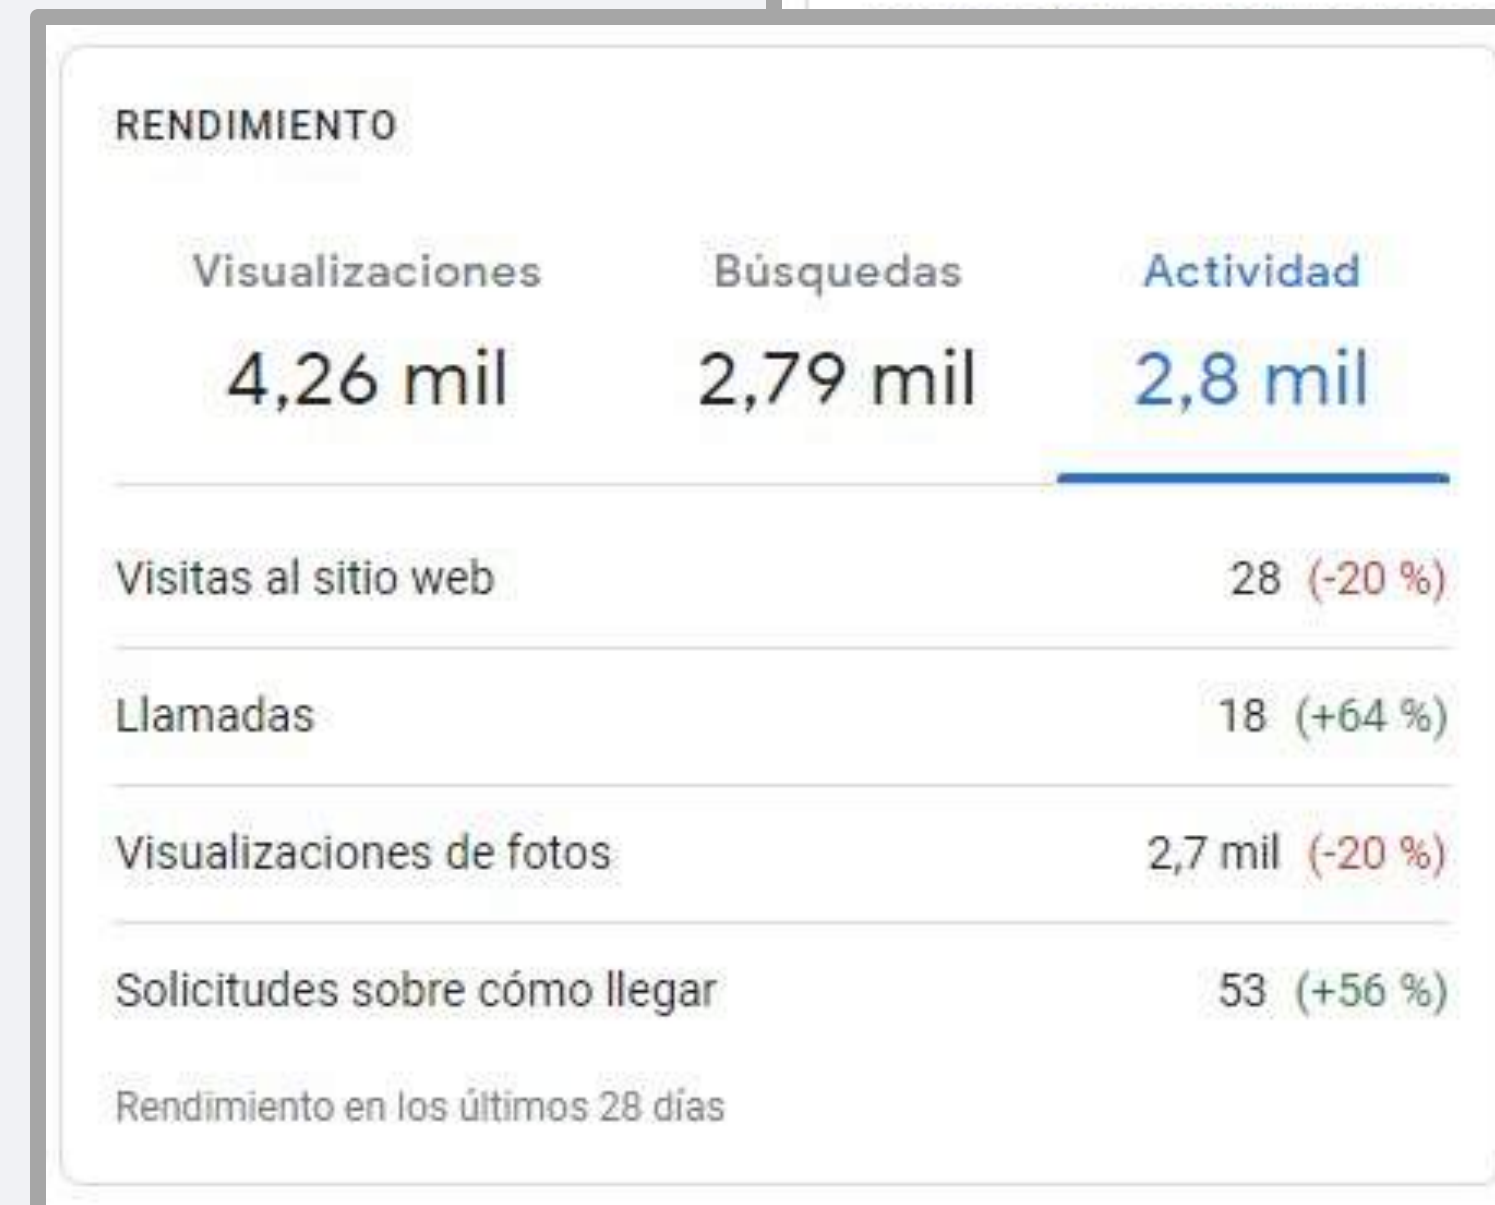 RENDIMIENTO
Visualizaciones Búsquedas Actividad
4,26 mil 2,79 mil 2,8 mil
Visitas al sitio web 28 (-20 %)
Llamadas 18 (+64 %)
Visualizaciones de fotos 2,7 mil (-20 %)
Solicitudes sobre cómo llegar 53 (+56 %)
Rendimiento en los últimos 28 días